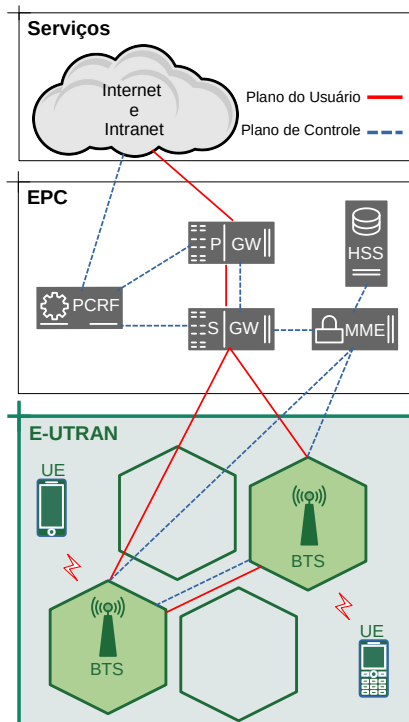 Serviços
Internet
e
Intranet
Plano do Usuário
Plano de Controle
EPC
P GW
HSS
PCRF
S GW
MME
E-UTRAN
UE
BTS
BTS
UE